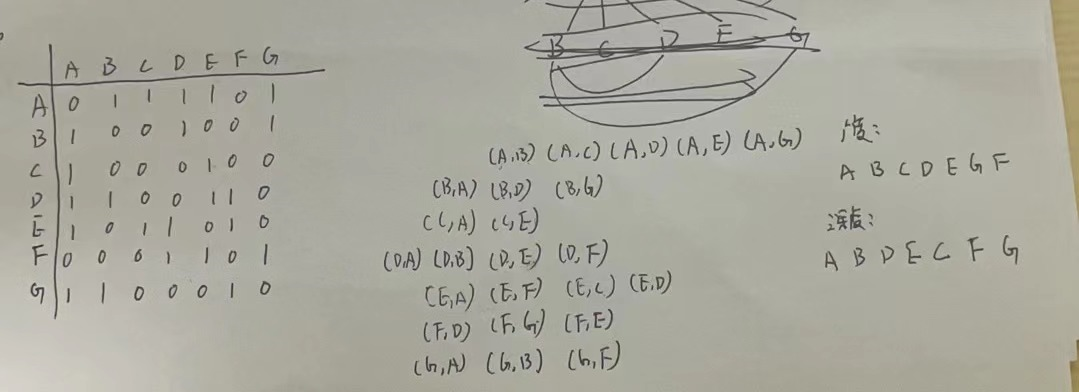 B C D E G
A B C D E F G
A 0 1 1 1 1 0 1
B 1 0 0 1 0 0 1
C 1 0 0 0 1 0 0
D 1 1 0 0 1 1 0
E 1 0 1 1 0 1 0
F 0 0 0 1 1 0 1
G 1 1 0 0 0 1 0
(A,B) (A,C) (A,D) (A,E) (A,G)
(B,A) (B,D) (B,G)
(C,A) (C,E)
(D,A) (D,B) (D,E) (D,F)
(E,A) (E,F) (E,C) (E,D)
(F,D) (F,G) (F,E)
(G,A) (G,B) (G,F)
广度:
A B C D E G F
深度:
A B D E C F G